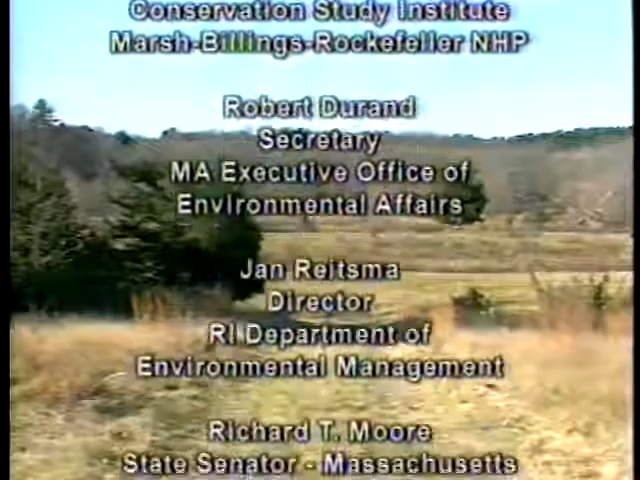 Conservation Study Institute
Marsh-Billings-Rockefeller NHP
Robert Durand
Secretary
MA Executive Office of
Environmental Affairs
Jan Reitsma
Director
RI Department of
Environmental Management
Richard T. Moore
State Senator - Massachusetts